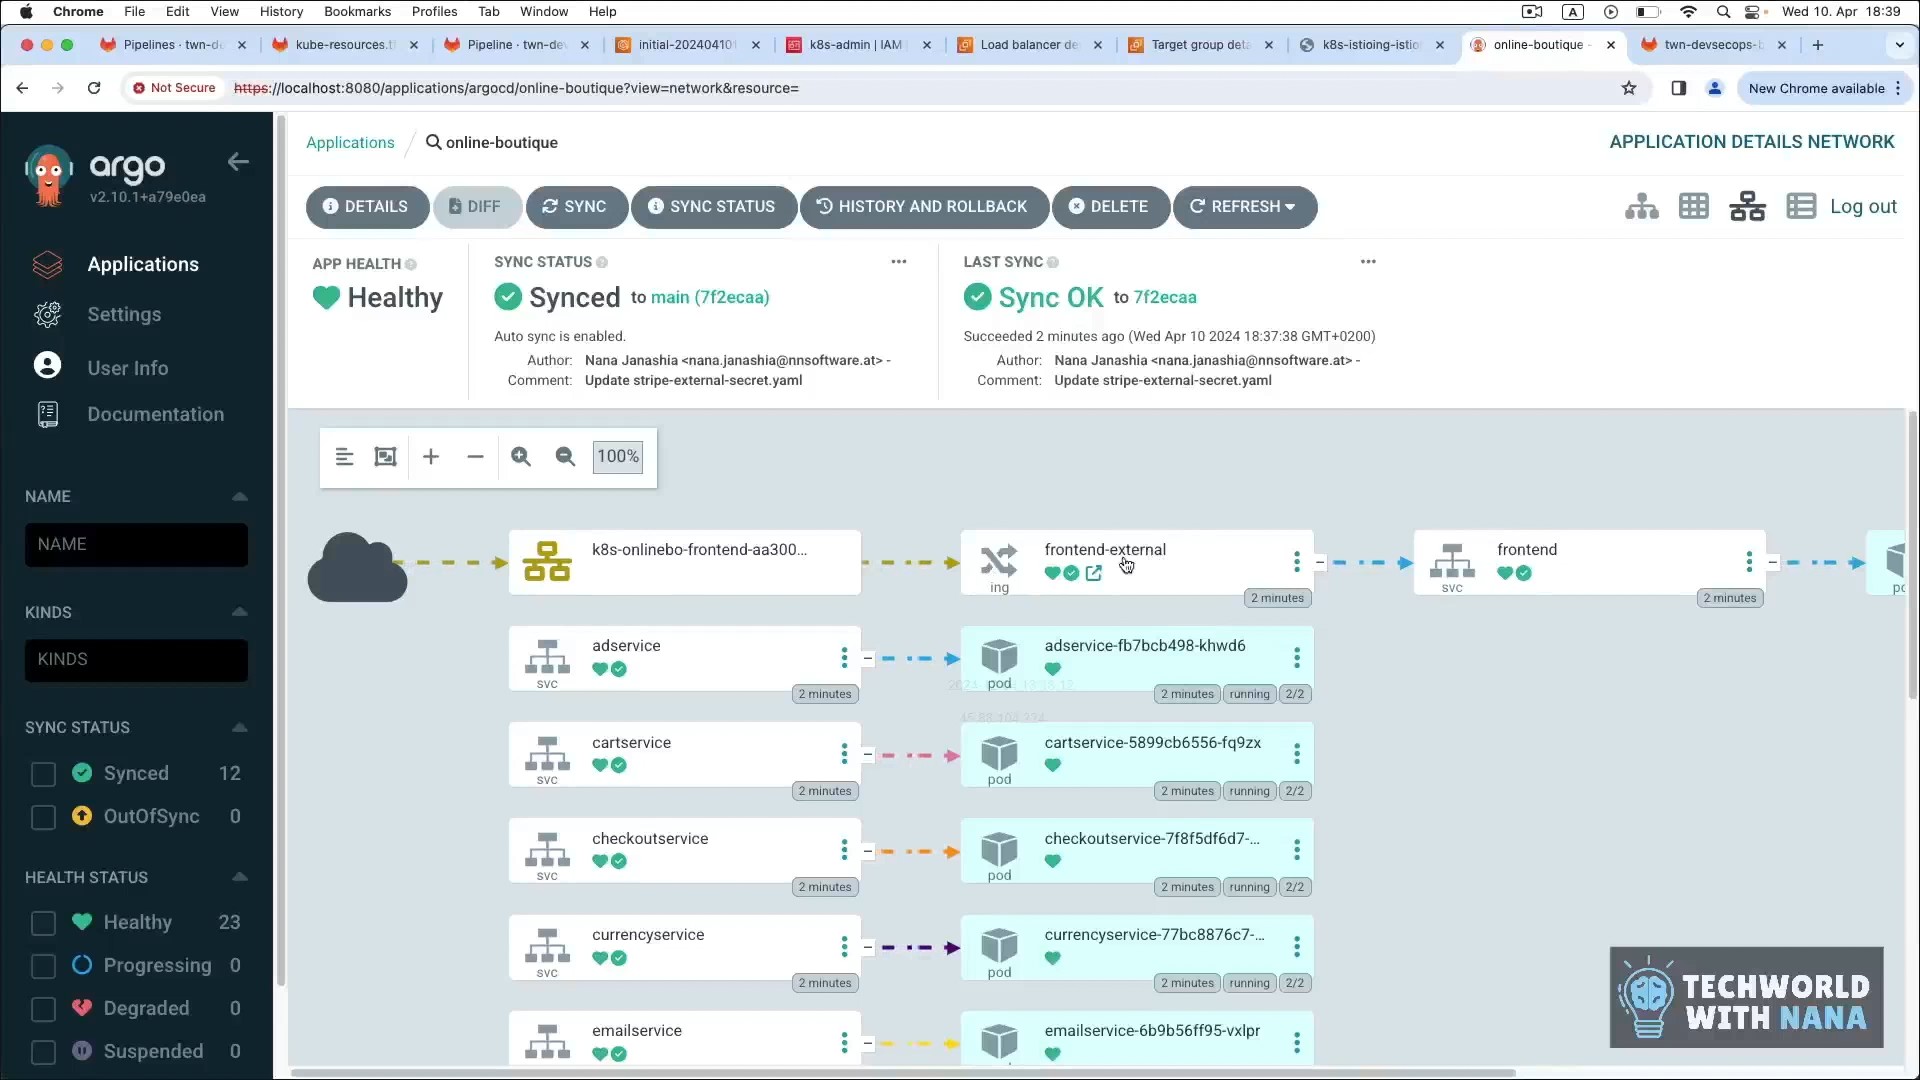 Chrome File Edit View History Bookmarks Profiles Tab Window Help A Wed 10. Apr 18:39
Pipelines · twn-d kube-resources.t Pipeline · twn-de initial-20240410 k8s-admin | IAM Load balancer de Target group deta k8s-istioing-istio online-boutique - twn-devsecops-
Not Secure https://localhost:8080/applications/argocd/online-boutique?view=network&resource= New Chrome available
argo
v2.10.1+a79e0ea
Applications
Settings
User Info
Documentation
NAME
NAME
KINDS
KINDS
SYNC STATUS
Synced 12
OutOfSync 0
HEALTH STATUS
Healthy 23
Progressing 0
Degraded 0
Suspended 0
Applications / online-boutique
APPLICATION DETAILS NETWORK
DETAILS DIFF SYNC SYNC STATUS HISTORY AND ROLLBACK DELETE REFRESH
Log out
APP HEALTH
Healthy
SYNC STATUS
Synced to main (7f2ecaa)
Auto sync is enabled.
Author: Nana Janashia <nana.janashia@nnsoftware.at> -
Comment: Update stripe-external-secret.yaml
LAST SYNC
Sync OK to 7f2ecaa
Succeeded 2 minutes ago (Wed Apr 10 2024 18:37:38 GMT+0200)
Author: Nana Janashia <nana.janashia@nnsoftware.at> -
Comment: Update stripe-external-secret.yaml
100%
k8s-onlinebo-frontend-aa300...
frontend-external
ing
2 minutes
frontend
svc
2 minutes
adservice
svc
2 minutes
adservice-fb7bcb498-khwd6
pod
2 minutes running 2/2
cartservice
svc
2 minutes
cartservice-5899cb6556-fq9zx
pod
2 minutes running 2/2
checkoutservice
svc
2 minutes
checkoutservice-7f8f5df6d7-...
pod
2 minutes running 2/2
currencyservice
svc
2 minutes
currencyservice-77bc8876c7-...
pod
2 minutes running 2/2
emailservice
emailservice-6b9b56ff95-vxlpr
TECHWORLD
WITH NANA